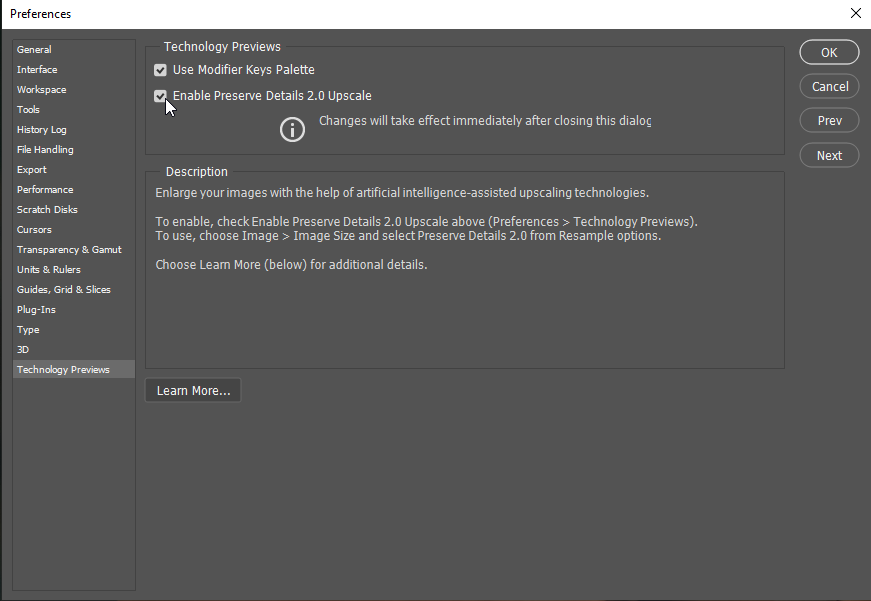 Preferences
General
Interface
Workspace
Tools
History Log
File Handling
Export
Performance
Scratch Disks
Cursors
Transparency & Gamut
Units & Rulers
Guides, Grid & Slices
Plug-Ins
Type
3D
Technology Previews
Technology Previews
Use Modifier Keys Palette
Enable Preserve Details 2.0 Upscale
Changes will take effect immediately after closing this dialog
Description
Enlarge your images with the help of artificial intelligence-assisted upscaling technologies.
To enable, check Enable Preserve Details 2.0 Upscale above (Preferences > Technology Previews).
To use, choose Image > Image Size and select Preserve Details 2.0 from Resample options.
Choose Learn More (below) for additional details.
Learn More...
OK
Cancel
Prev
Next